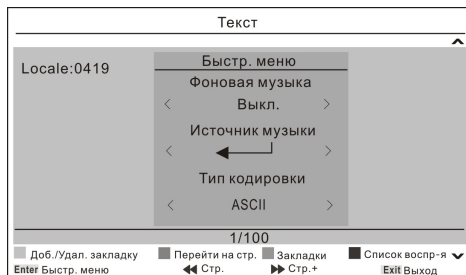 Текст
Locale:0419
Быстр. меню
Фоновая музыка
Выкл.
Источник музыки
Тип кодировки
ASCII
1/100
Доб./Удал. закладку Перейти на стр. Закладки Список воспр-я
Enter Быстр. меню Стр. Стр.+ Exit Выход